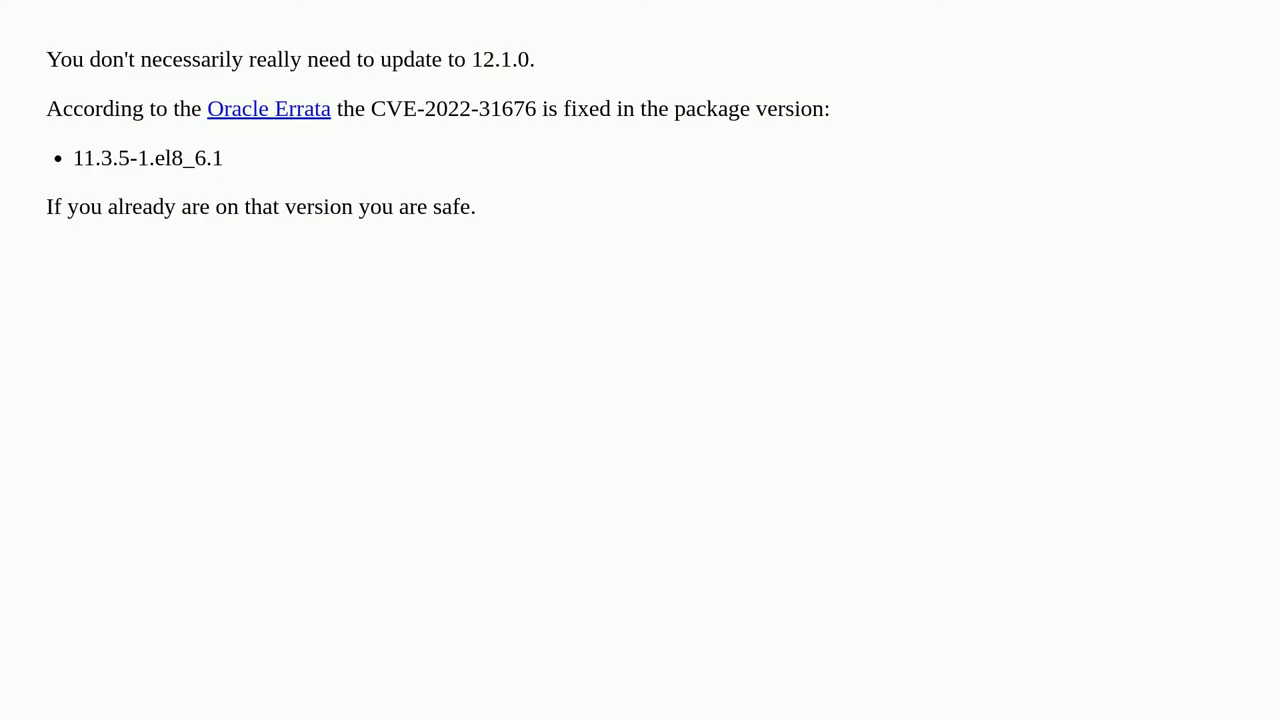 You don't necessarily really need to update to 12.1.0.
According to the Oracle Errata the CVE-2022-31676 is fixed in the package version:
• 11.3.5-1.el8_6.1
If you already are on that version you are safe.